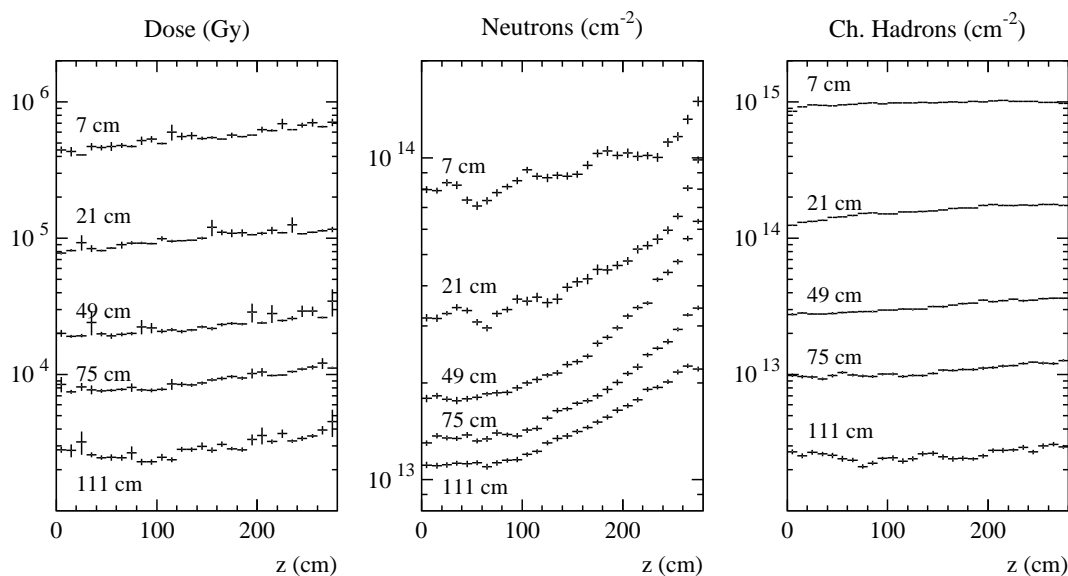 Dose (Gy)
10^6
10^5
10^4
7 cm
21 cm
49 cm
75 cm
111 cm
0
100
200
z (cm)
Neutrons (cm^-2)
10^14
10^13
7 cm
21 cm
49 cm
75 cm
111 cm
0
100
200
z (cm)
Ch. Hadrons (cm^-2)
10^15
10^14
10^13
7 cm
21 cm
49 cm
75 cm
111 cm
0
100
200
z (cm)